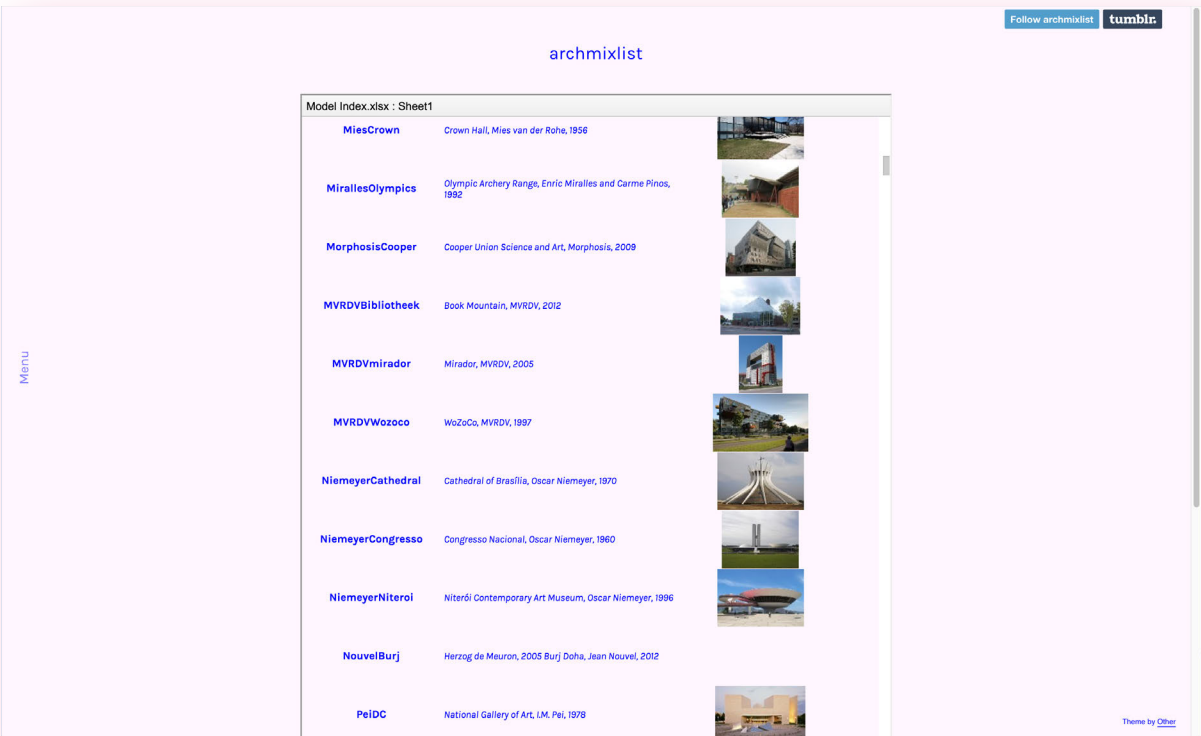 Follow archmixlist tumblr.
archmixlist
Model Index.xlsx : Sheet1
MiesCrown Crown Hall, Mies van der Rohe, 1956
MirallesOlympics Olympic Archery Range, Enric Miralles and Carme Pinos,
1992
MorphosisCooper Cooper Union Science and Art, Morphosis, 2009
MVRDVBibliotheek Book Mountain, MVRDV, 2012
Menu
MVRDVmirador Mirador, MVRDV, 2005
MVRDVWozoco WoZoCo, MVRDV, 1997
NiemeyerCathedral Cathedral of Brasília, Oscar Niemeyer, 1970
NiemeyerCongresso Congresso Nacional, Oscar Niemeyer, 1960
NiemeyerNiteroi Niterói Contemporary Art Museum, Oscar Niemeyer, 1996
NouvelBurj Herzog de Meuron, 2005 Burj Doha, Jean Nouvel, 2012
PeiDC National Gallery of Art, I.M. Pei, 1978
Theme by Other